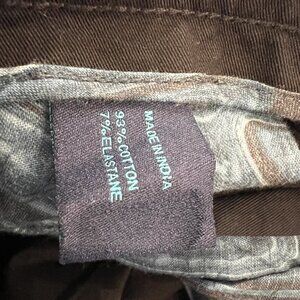 MADE IN INDIA
93% COTTON
7% ELASTANE